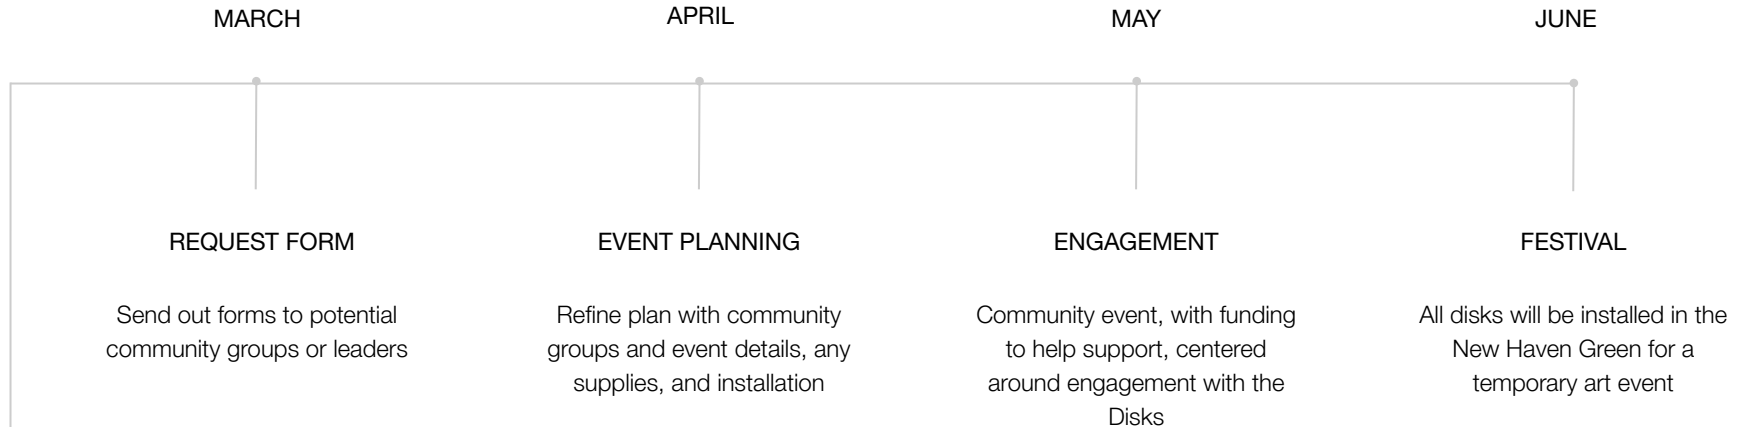 MARCH
APRIL
MAY
JUNE
REQUEST FORM
Send out forms to potential
community groups or leaders
EVENT PLANNING
Refine plan with community
groups and event details, any
supplies, and installation
ENGAGEMENT
Community event, with funding
to help support, centered
around engagement with the
Disks
FESTIVAL
All disks will be installed in the
New Haven Green for a
temporary art event